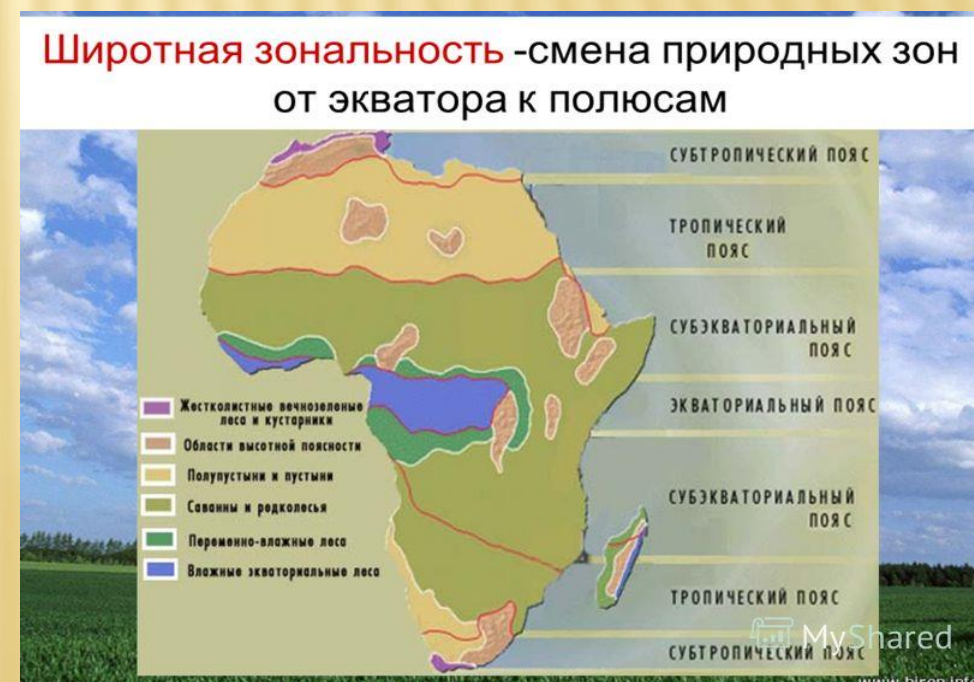 Широтная зональность -смена природных зон
от экватора к полюсам
СУБТРОПИЧЕСКИЙ ПОЯС
ТРОПИЧЕСКИЙ
ПОЯС
СУБЭКВАТОРИАЛЬНЫЙ
ПОЯС
ЭКВАТОРИАЛЬНЫЙ ПОЯС
СУБЭКВАТОРИАЛЬНЫЙ
ПОЯС
ТРОПИЧЕСКИЙ ПОЯС
СУБТРОПИЧЕСКИЙ ПОЯС
Жестколистные вечнозеленые
леса и кустарники
Области высотной поясности
Полупустыни и пустыни
Саванны и редколесья
Переменно-влажные леса
Влажные экваториальные леса
MyShared